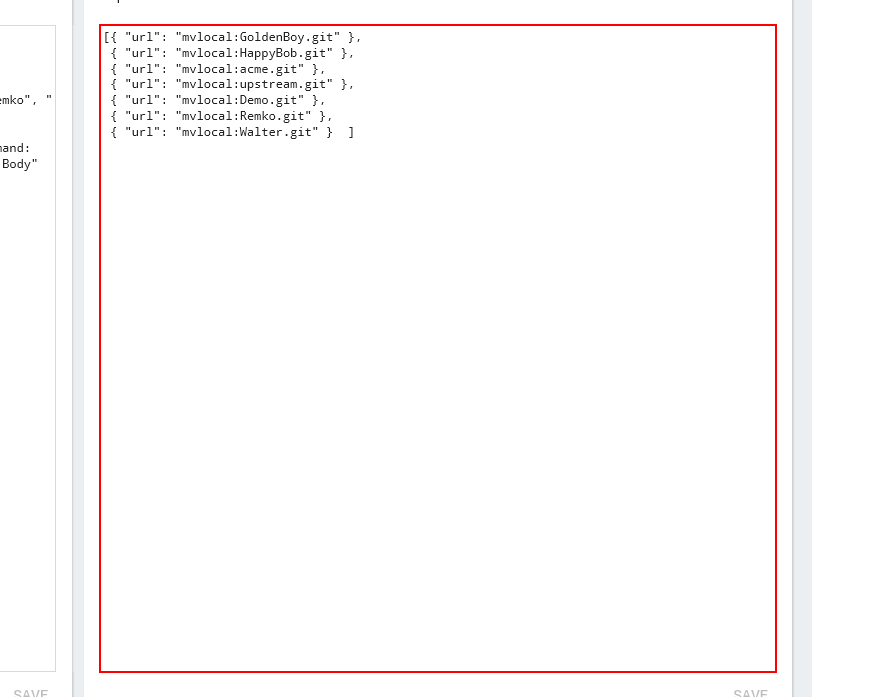 [{ "url": "mvlocal:GoldenBoy.git" },
{ "url": "mvlocal:HappyBob.git" },
{ "url": "mvlocal:acme.git" },
{ "url": "mvlocal:upstream.git" },
{ "url": "mvlocal:Demo.git" },
{ "url": "mvlocal:Remko.git" },
{ "url": "mvlocal:Walter.git" }  ]
emko", "
mand:
Body"
SAVE
SAVE